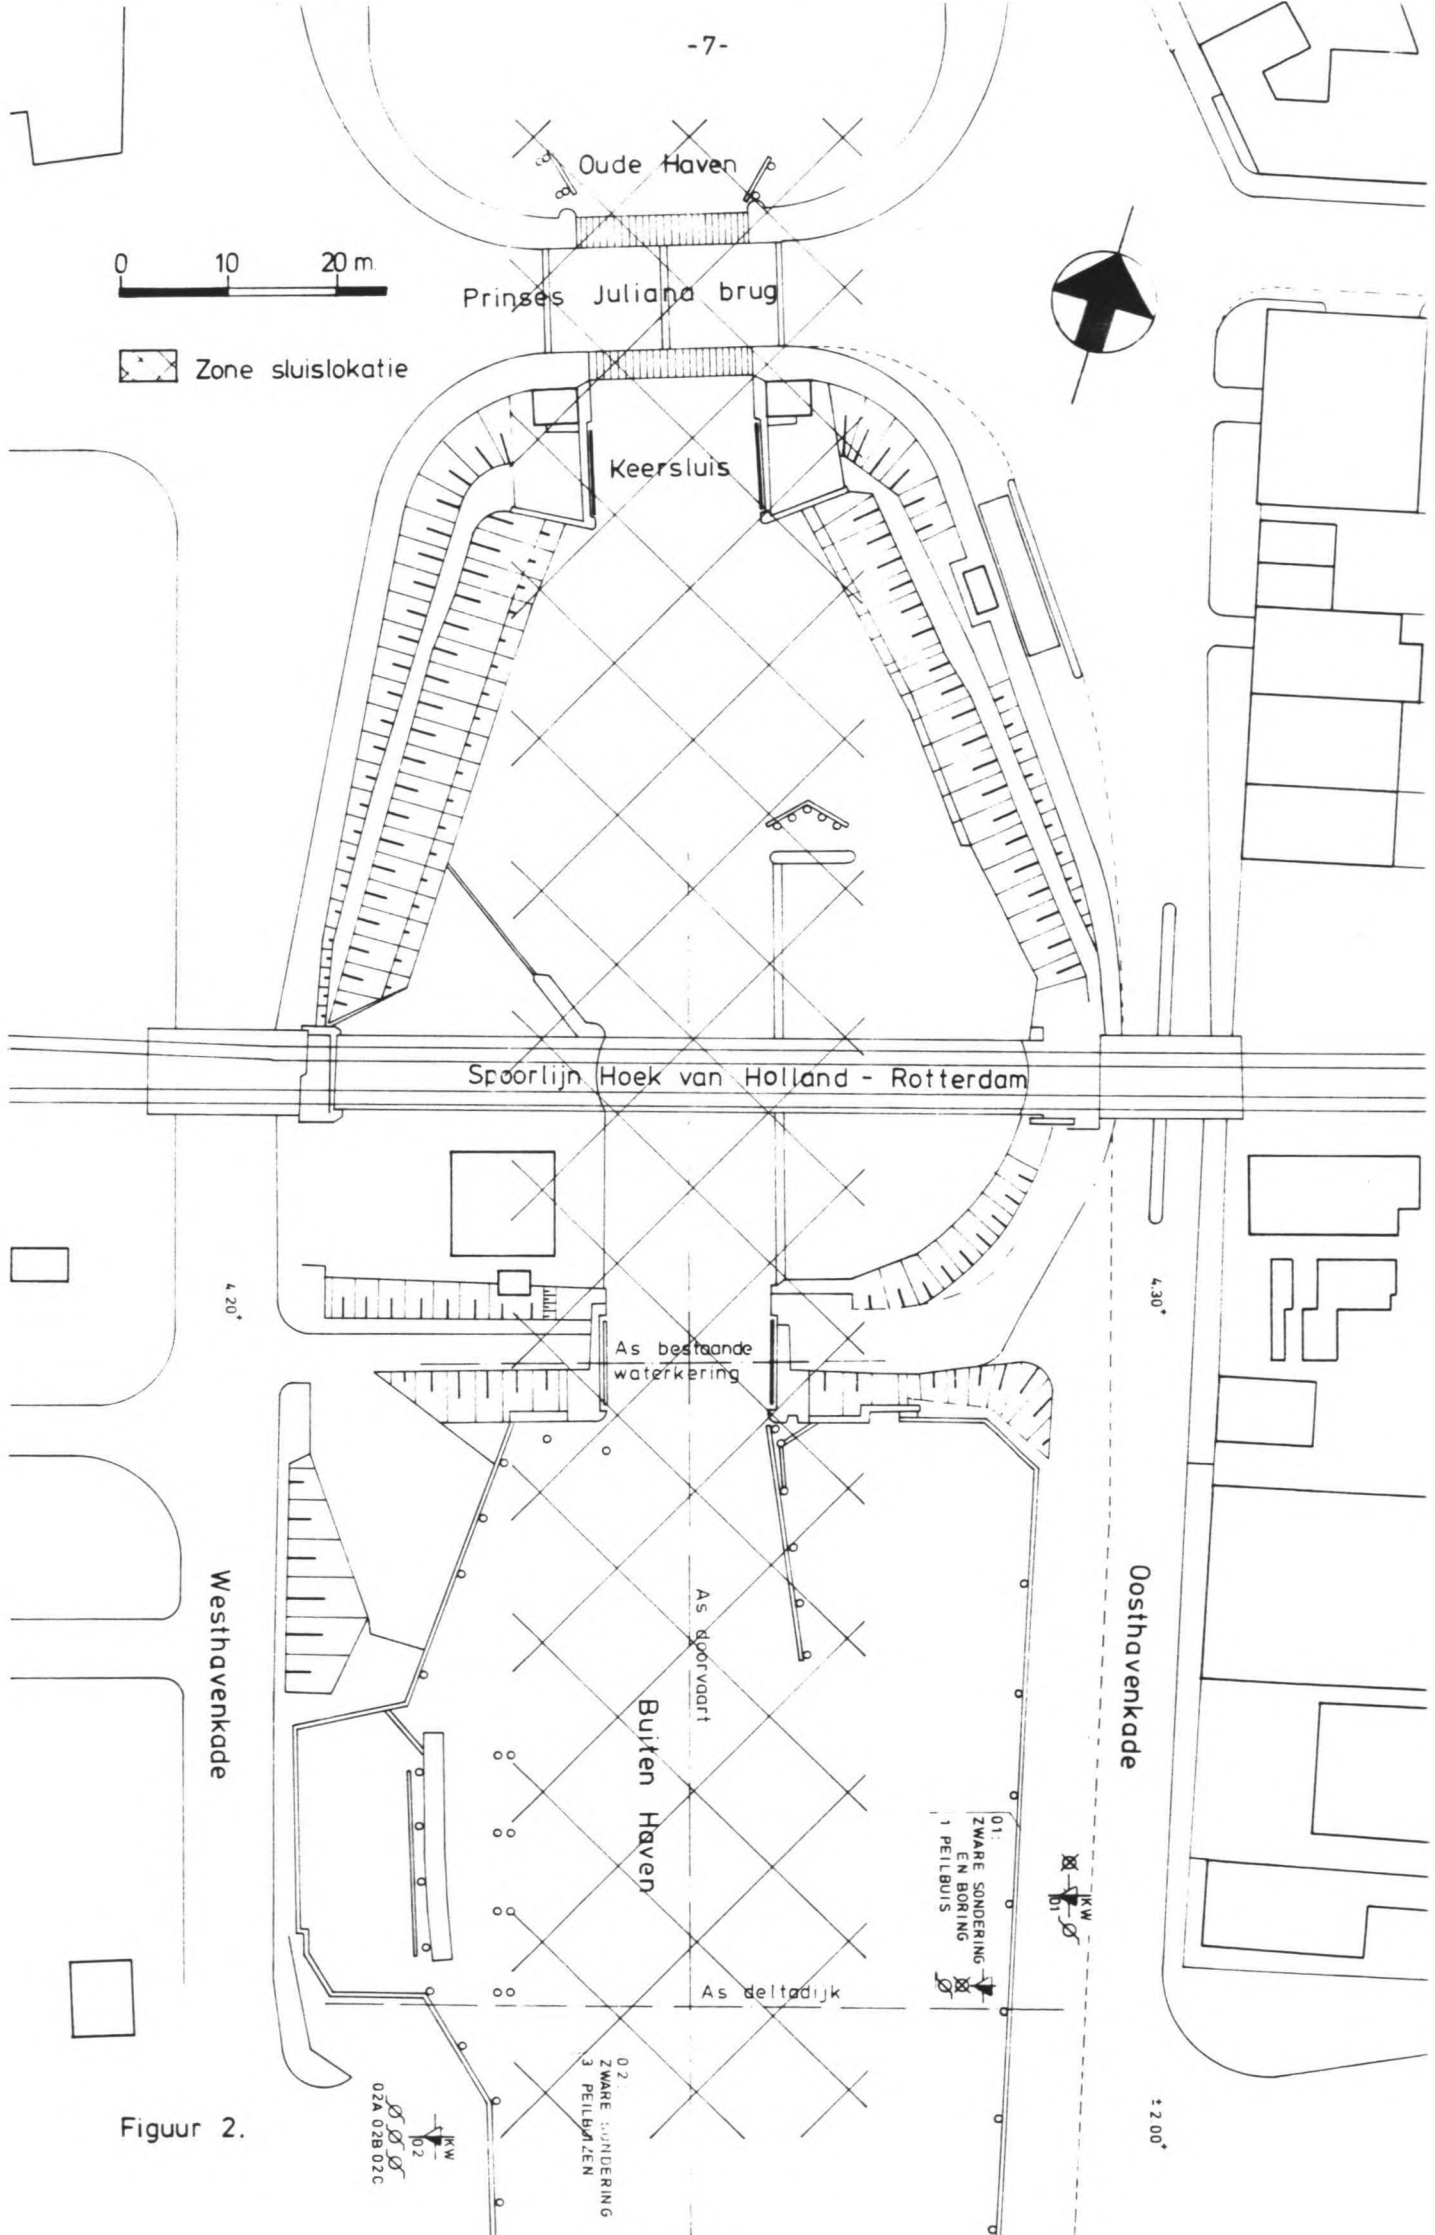 -7-
Oude Haven
0 10 20 m.
Prinses Juliana brug
Zone sluislokatie
Keersluis
Spoorlijn Hoek van Holland - Rotterdam
4.20+
4.30+
As bestaande
waterkering
Westhavenkade
As doorvaart
Buiten Haven
Oosthavenkade
01:
ZWARE SONDERING
EN BORING
1 PEILBUIS
KW
01
As deltadijk
02:
ZWARE SONDERING
3 PEILBUIZEN
KW
02
02A 02B 02C
± 2.00+
Figuur 2.